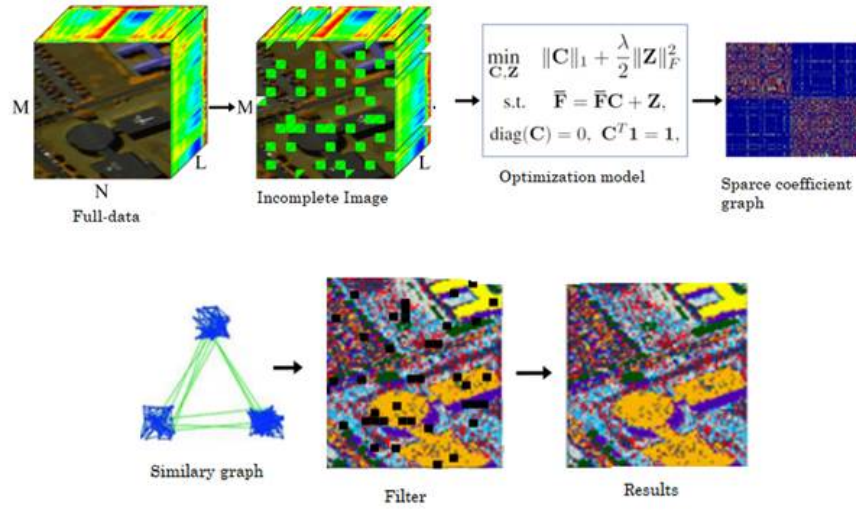 M
N
L
Full-data
M
L
Incomplete Image
min C,Z ‖C‖₁ + λ/2 ‖Z‖²_F
s.t. F̄ = F̄C + Z,
diag(C) = 0, Cᵀ1 = 1,
Optimization model
Sparce coefficient
graph
Similary graph
Filter
Results